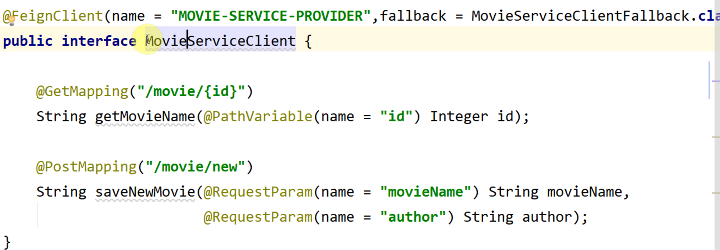 @FeignClient(name = "MOVIE-SERVICE-PROVIDER",fallback = MovieServiceClientFallback.cla
public interface MovieServiceClient {
@GetMapping("/movie/{id}")
String getMovieName(@PathVariable(name = "id") Integer id);
@PostMapping("/movie/new")
String saveNewMovie(@RequestParam(name = "movieName") String movieName,
@RequestParam(name = "author") String author);
}